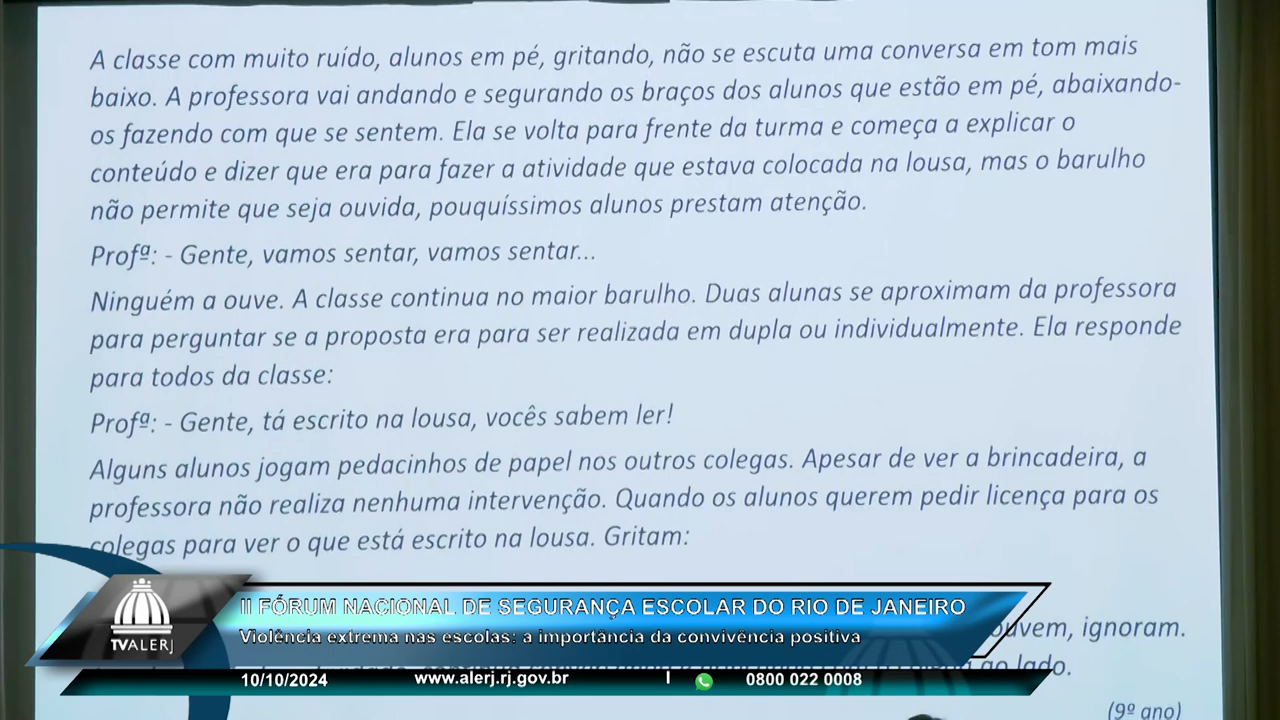 A classe com muito ruído, alunos em pé, gritando, não se escuta uma conversa em tom mais
baixo. A professora vai andando e segurando os braços dos alunos que estão em pé, abaixando-
os fazendo com que se sentem. Ela se volta para frente da turma e começa a explicar o
conteúdo e dizer que era para fazer a atividade que estava colocada na lousa, mas o barulho
não permite que seja ouvida, pouquíssimos alunos prestam atenção.
Profª: - Gente, vamos sentar, vamos sentar...
Ninguém a ouve. A classe continua no maior barulho. Duas alunas se aproximam da professora
para perguntar se a proposta era para ser realizada em dupla ou individualmente. Ela responde
para todos da classe:
Profª: - Gente, tá escrito na lousa, vocês sabem ler!
Alguns alunos jogam pedacinhos de papel nos outros colegas. Apesar de ver a brincadeira, a
professora não realiza nenhuma intervenção. Quando os alunos querem pedir licença para os
colegas para ver o que está escrito na lousa. Gritam:
II FÓRUM NACIONAL DE SEGURANÇA ESCOLAR DO RIO DE JANEIRO
ouvem, ignoram.
Violência extrema nas escolas: a importância da convivência positiva
TVALERJ
ao lado.
10/10/2024 www.alerj.rj.gov.br | 0800 022 0008
(9º ano)